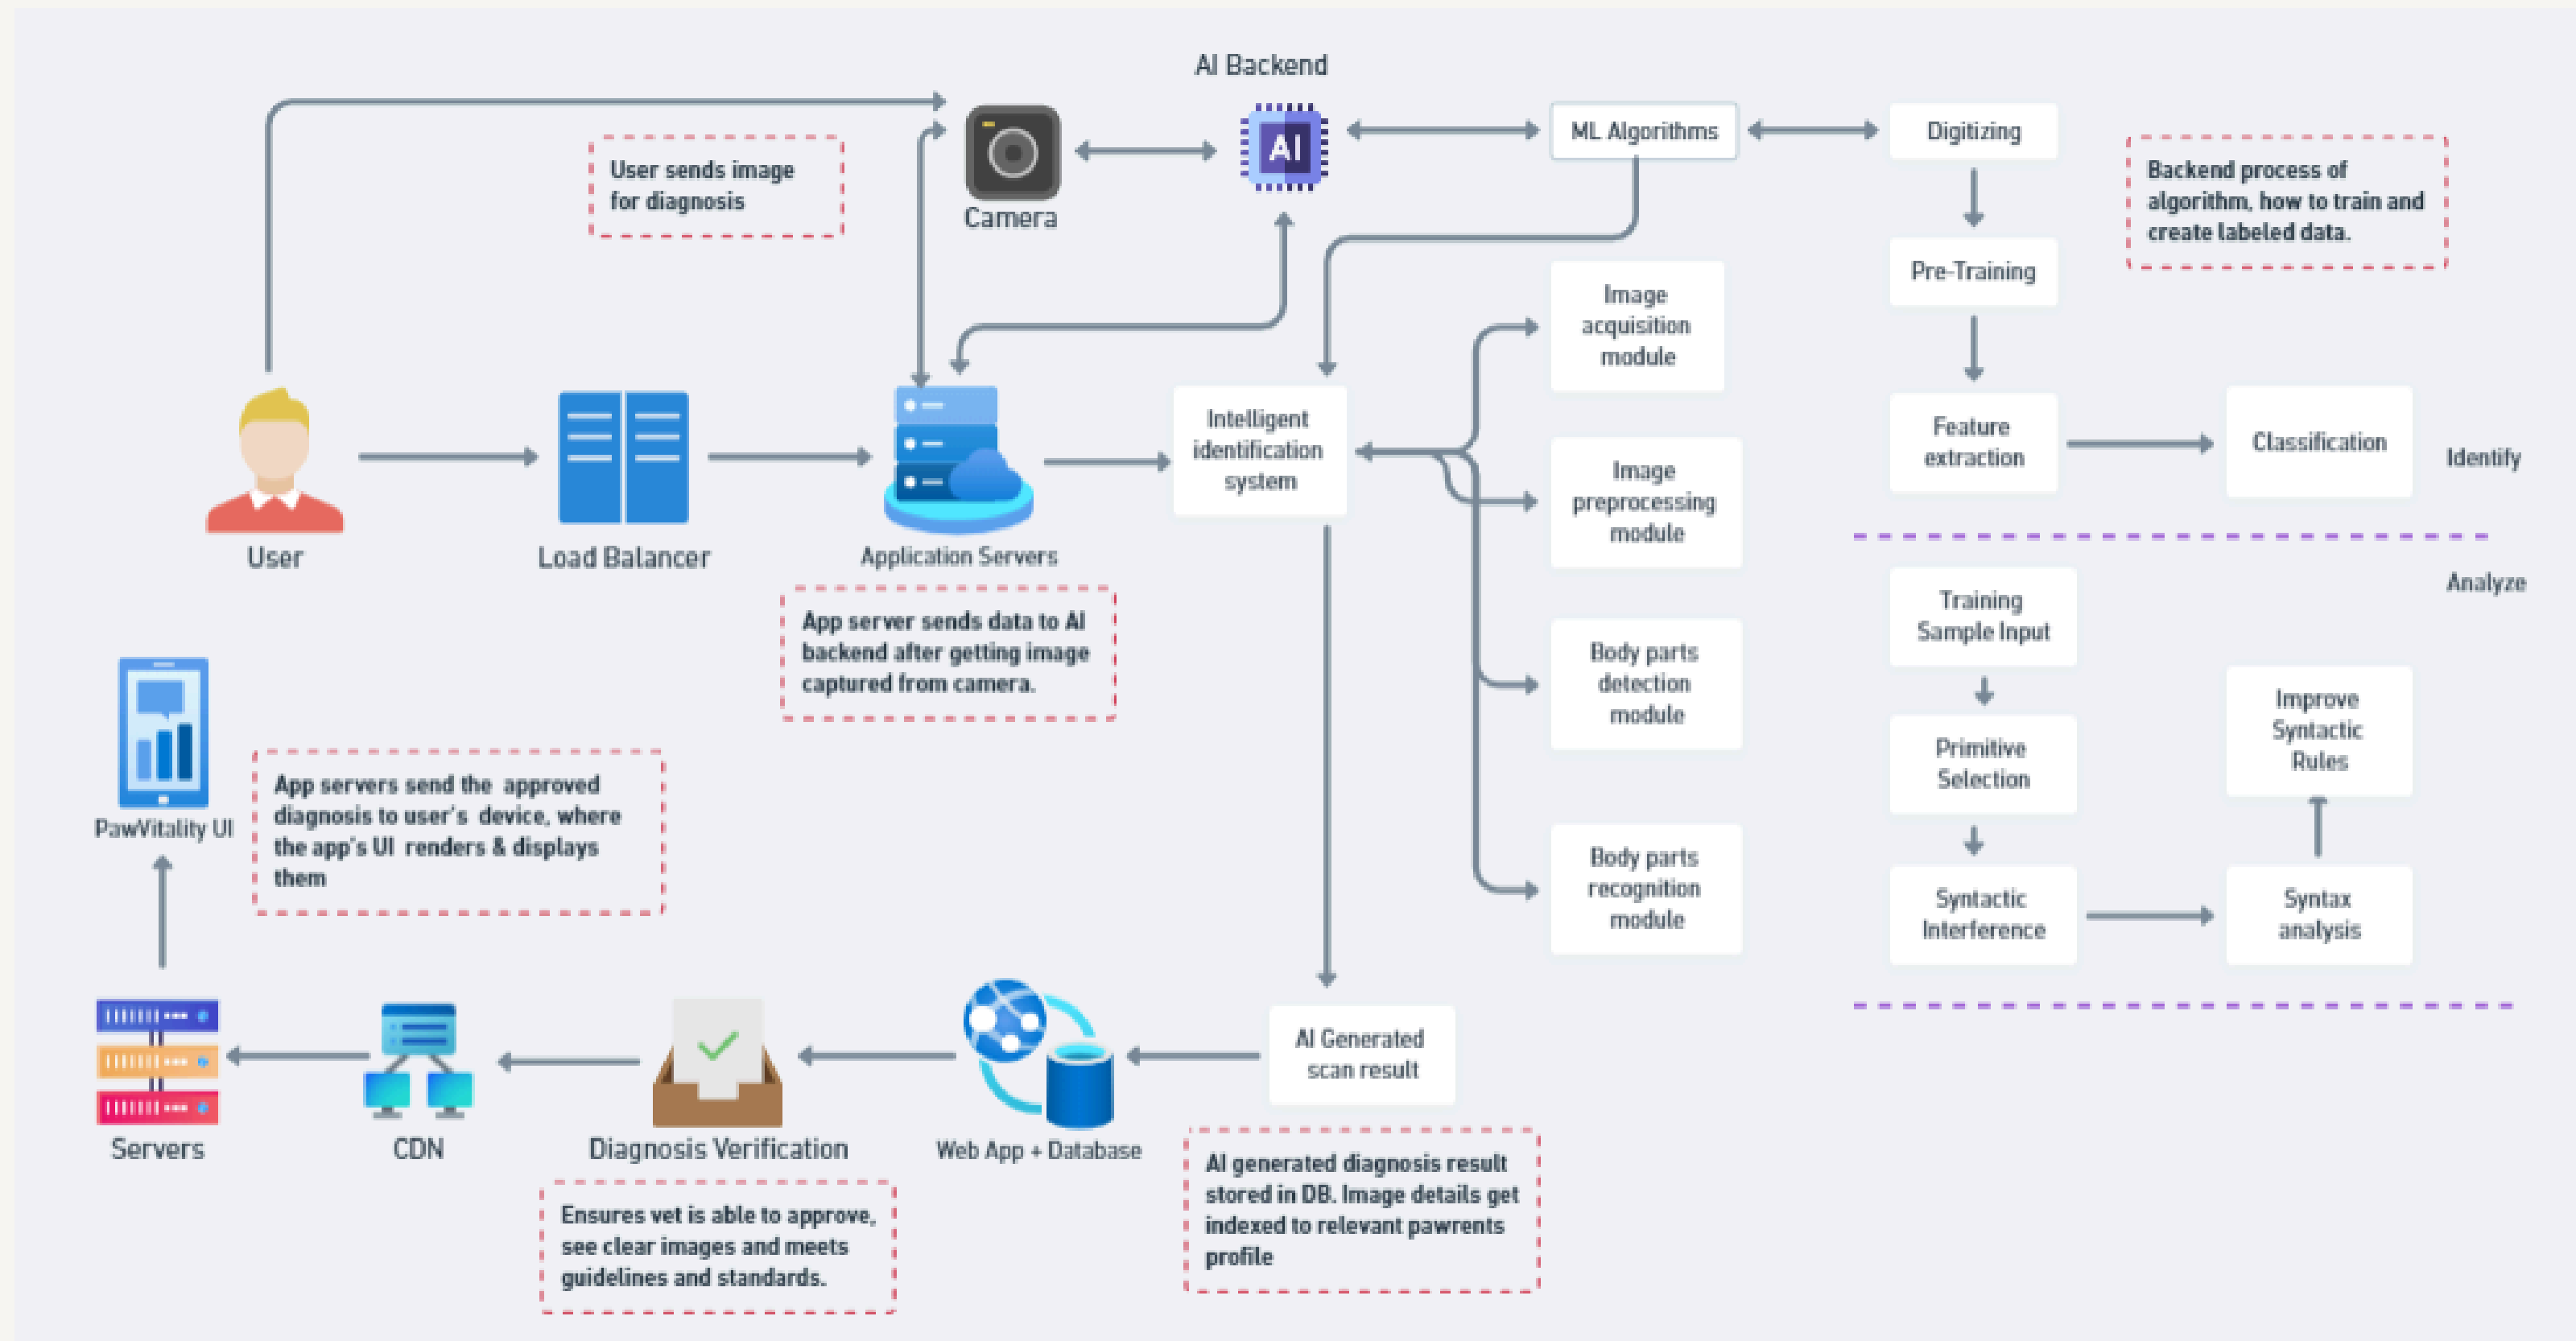 AI Backend
User sends image
for diagnosis
Camera
AI
ML Algorithms
Digitizing
Backend process of
algorithm, how to train and
create labeled data.
Pre-Training
Image
acquisition
module
Feature
extraction
Classification
Identify
User
Load Balancer
Application Servers
Intelligent
identification
system
Image
preprocessing
module
Analyze
App server sends data to AI
backend after getting image
captured from camera.
Body parts
detection
module
Training
Sample Input
Primitive
Selection
Improve
Syntactic
Rules
PawVitality UI
App servers send the approved
diagnosis to user's device, where
the app's UI renders & displays
them
Body parts
recognition
module
Syntactic
Interference
Syntax
analysis
Servers
CDN
Diagnosis Verification
Web App + Database
AI Generated
scan result
Ensures vet is able to approve,
see clear images and meets
guidelines and standards.
AI generated diagnosis result
stored in DB. Image details get
indexed to relevant pawrents
profile